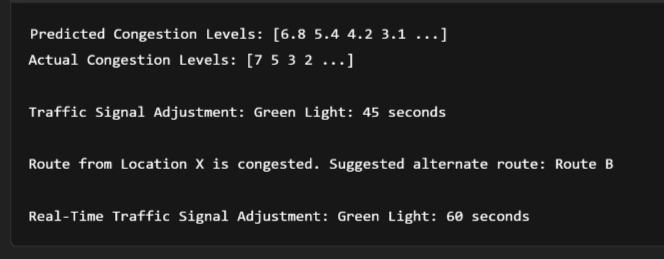 Predicted Congestion Levels: [6.8 5.4 4.2 3.1 ...]
Actual Congestion Levels: [7 5 3 2 ...]
Traffic Signal Adjustment: Green Light: 45 seconds
Route from Location X is congested. Suggested alternate route: Route B
Real-Time Traffic Signal Adjustment: Green Light: 60 seconds